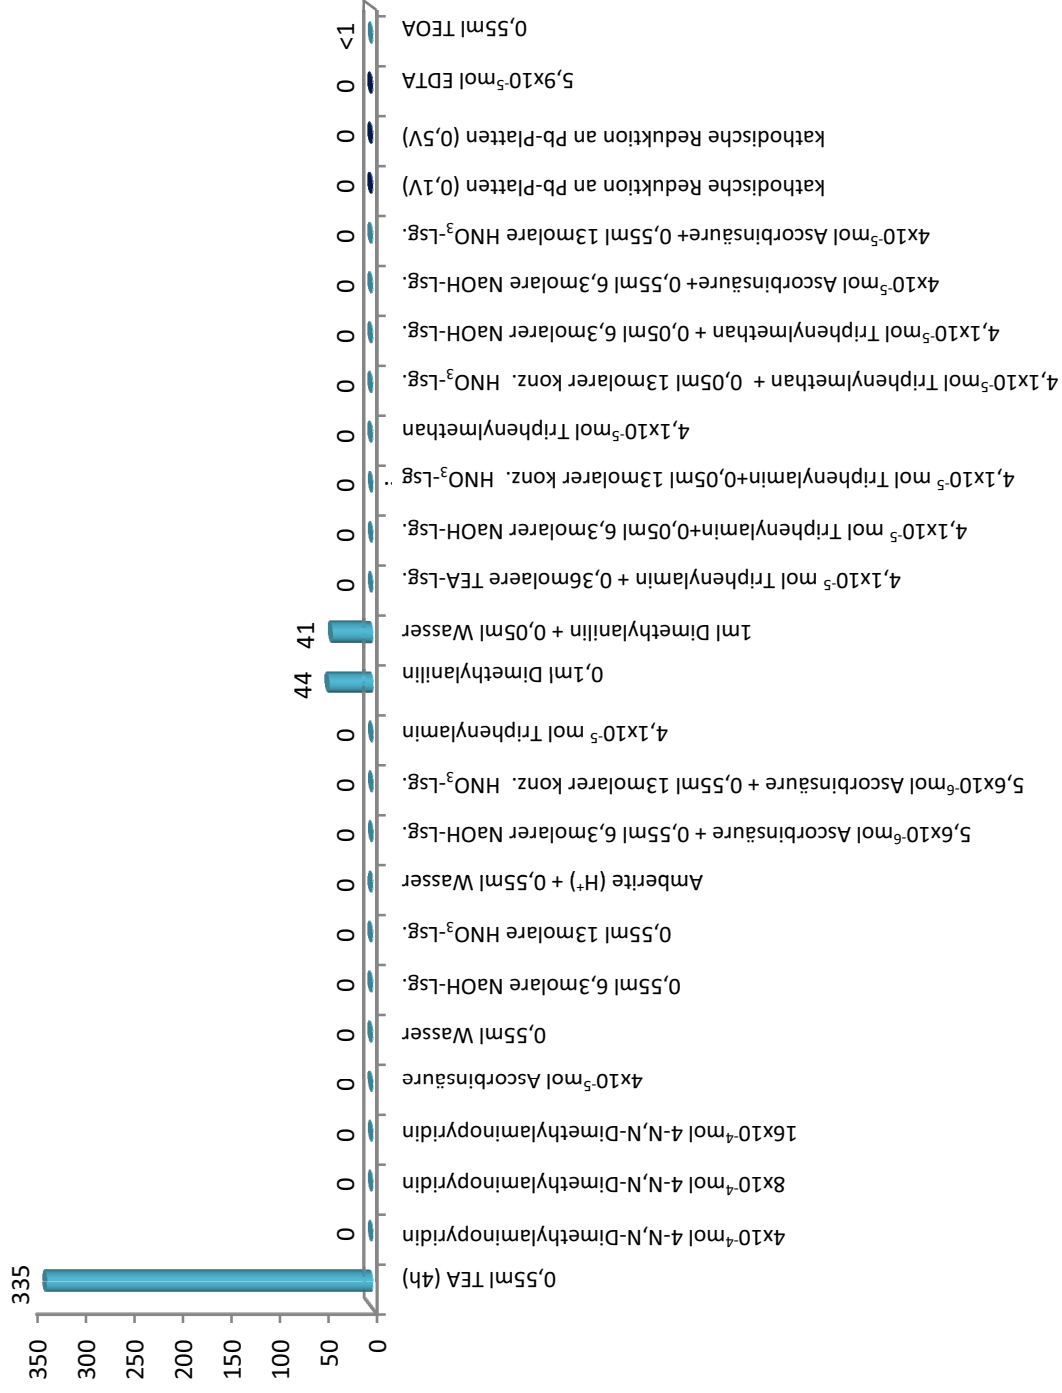 350
300
250
200
150
100
50
0
335
0
0
0
0
0
0
0
0
0
0
0
44
41
0
0
0
0
0
0
0
0
0
0
0
<1
0,55ml TEA (4h)
4x10-4mol 4-N,N-Dimethylaminopyridin
8x10-4mol 4-N,N-Dimethylaminopyridin
16x10-4mol 4-N,N-Dimethylaminopyridin
4x10-5mol Ascorbinsäure
0,55ml Wasser
0,55ml 6,3molare NaOH-Lsg.
0,55ml 13molare HNO3-Lsg.
Amberite (H+) + 0,55ml Wasser
5,6x10-6mol Ascorbinsäure + 0,55ml 6,3molarer NaOH-Lsg.
5,6x10-6mol Ascorbinsäure + 0,55ml 13molarer konz. HNO3-Lsg.
4,1x10-5 mol Triphenylamin
0,1ml Dimethylanilin
1ml Dimethylanilin + 0,05ml Wasser
4,1x10-5 mol Triphenylamin + 0,36molaere TEA-Lsg.
4,1x10-5 mol Triphenylamin+0,05ml 6,3molarer NaOH-Lsg.
4,1x10-5 mol Triphenylamin+0,05ml 13molarer konz. HNO3-Lsg..
4,1x10-5mol Triphenylmethan
4,1x10-5mol Triphenylmethan + 0,05ml 13molarer konz. HNO3-Lsg.
4,1x10-5mol Triphenylmethan + 0,05ml 6,3molarer NaOH-Lsg.
4x10-5mol Ascorbinsäure+ 0,55ml 6,3molare NaOH-Lsg.
4x10-5mol Ascorbinsäure+ 0,55ml 13molare HNO3-Lsg.
kathodische Reduktion an Pb-Platten (0,1V)
kathodische Reduktion an Pb-Platten (0,5V)
5,9x10-5mol EDTA
0,55ml TEOA